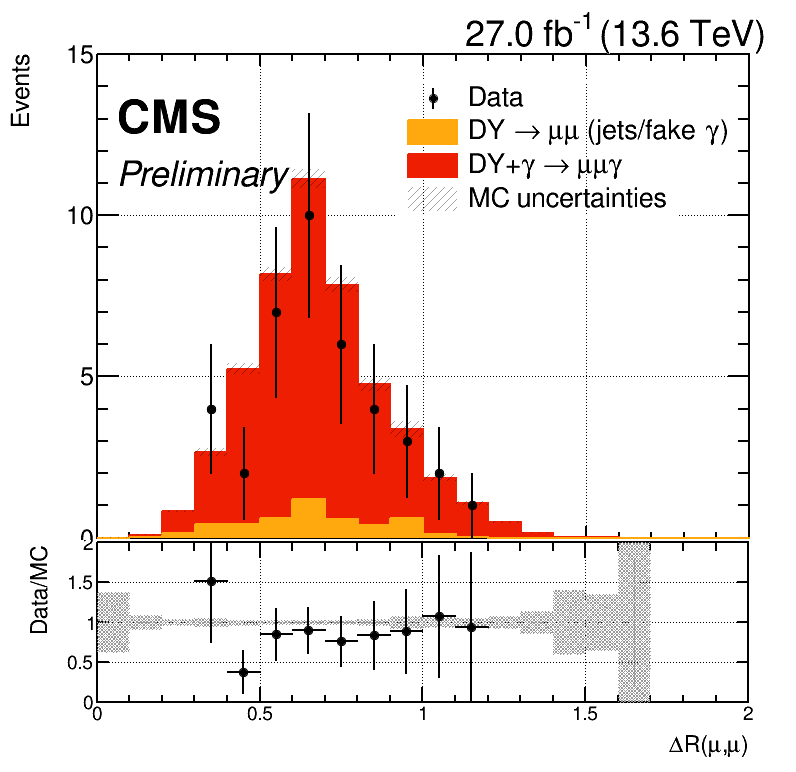 27.0 fb⁻¹ (13.6 TeV)
Events
15
CMS
Data
DY → μμ (jets/fake γ)
Preliminary
DY+γ → μμγ
MC uncertainties
10
5
0
Data/MC
2
1.5
1
0.5
0
0 0.5 1 1.5 2
ΔR(μ,μ)